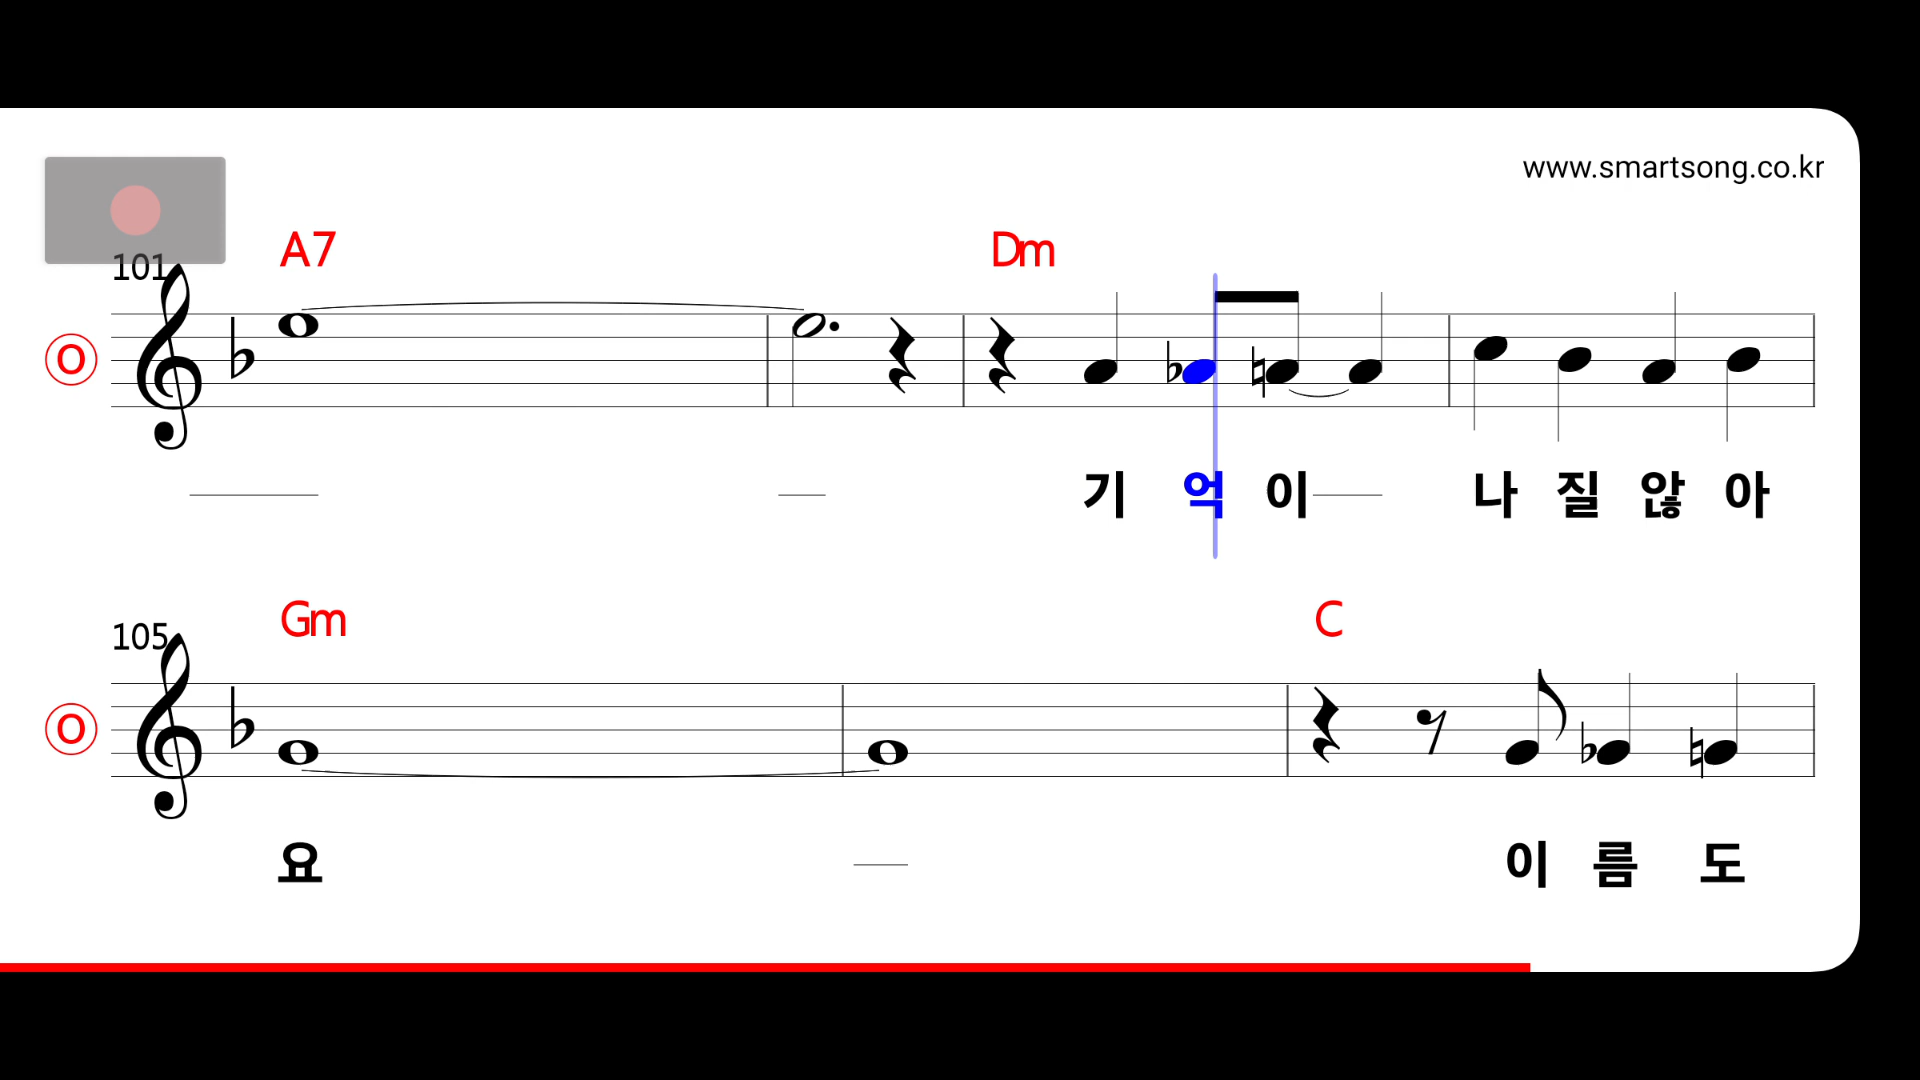 www.smartsong.co.kr
101 A7 Dm
O
기 억 이 나 질 않 아
105 Gm C
O
요 이 름 도